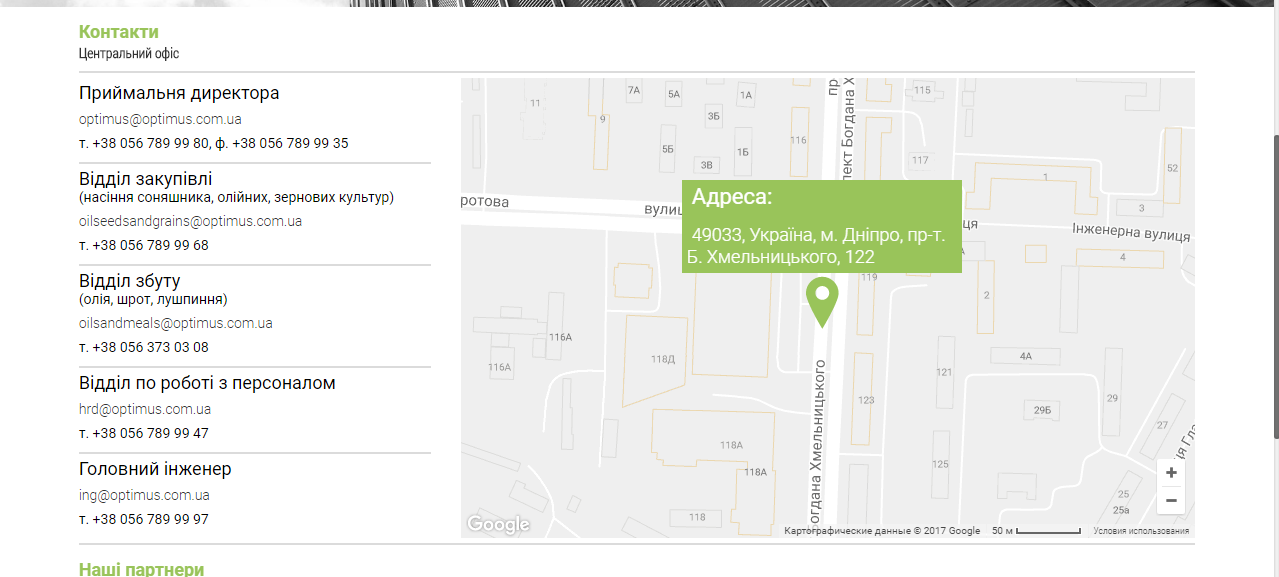 Контакти
Центральний офіс
Приймальня директора
optimus@optimus.com.ua
т. +38 056 789 99 80, ф. +38 056 789 99 35
Відділ закупівлі
(насіння соняшника, олійних, зернових культур)
oilseedsandgrains@optimus.com.ua
т. +38 056 789 99 68
Відділ збуту
(олія, шрот, лушпиння)
oilsandmeals@optimus.com.ua
т. +38 056 373 03 08
Відділ по роботі з персоналом
hrd@optimus.com.ua
т. +38 056 789 99 47
Головний інженер
ing@optimus.com.ua
т. +38 056 789 99 97
11
7А
5А
1А
9
3Б
5Б
1Б
3В
116
115
117
пр
пект Богдана Х
52
1
3
ротова
вулиц
ця
Інженерна вулиця
Адреса:
49033, Україна, м. Дніпро, пр-т.
Б. Хмельницького, 122
А
4
119
2
116А
116А
118Д
4А
121
123
29
29Б
27
118А
118А
125
огдана Хмельницького
ця Гла
25
25а
118
+
−
Google
Картографические данные © 2017 Google
50 м
Условия использования
Наші партнери